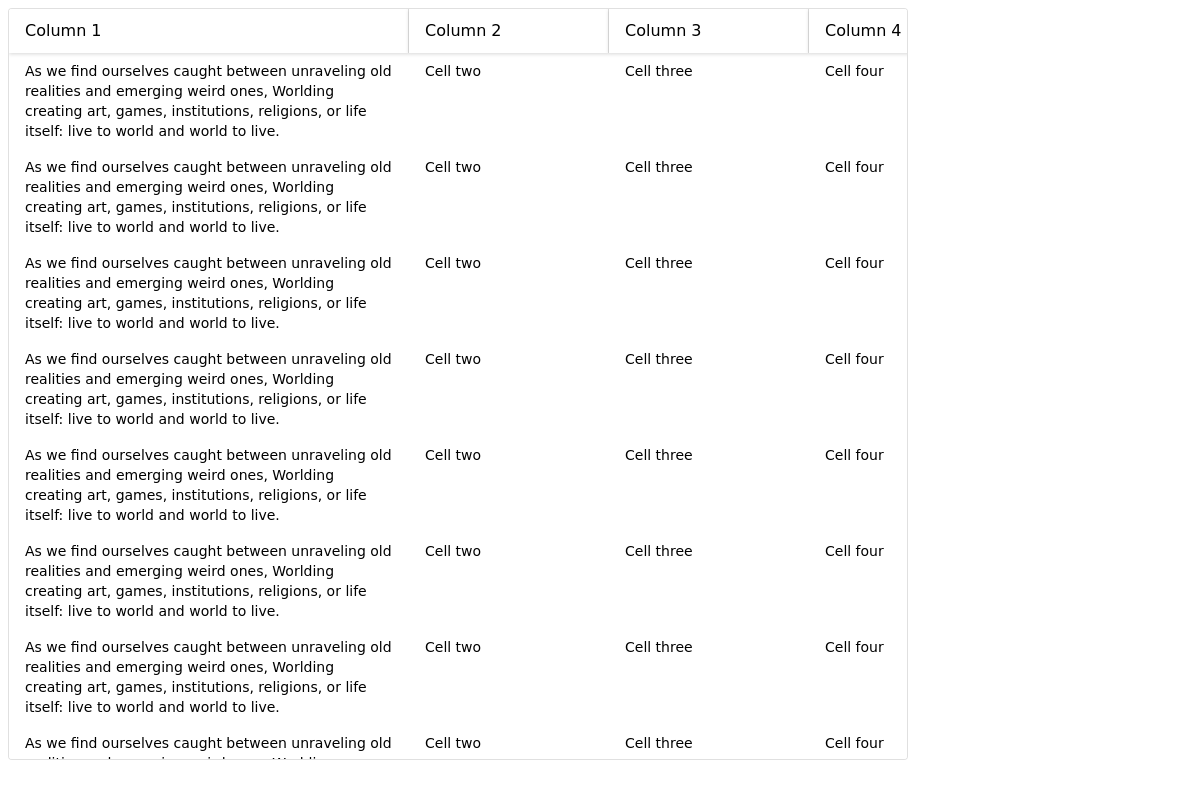 Column 1 Column 2 Column 3 Column 4
As we find ourselves caught between unraveling old Cell two Cell three Cell four
realities and emerging weird ones, Worlding
creating art, games, institutions, religions, or life
itself: live to world and world to live.
As we find ourselves caught between unraveling old Cell two Cell three Cell four
realities and emerging weird ones, Worlding
creating art, games, institutions, religions, or life
itself: live to world and world to live.
As we find ourselves caught between unraveling old Cell two Cell three Cell four
realities and emerging weird ones, Worlding
creating art, games, institutions, religions, or life
itself: live to world and world to live.
As we find ourselves caught between unraveling old Cell two Cell three Cell four
realities and emerging weird ones, Worlding
creating art, games, institutions, religions, or life
itself: live to world and world to live.
As we find ourselves caught between unraveling old Cell two Cell three Cell four
realities and emerging weird ones, Worlding
creating art, games, institutions, religions, or life
itself: live to world and world to live.
As we find ourselves caught between unraveling old Cell two Cell three Cell four
realities and emerging weird ones, Worlding
creating art, games, institutions, religions, or life
itself: live to world and world to live.
As we find ourselves caught between unraveling old Cell two Cell three Cell four
realities and emerging weird ones, Worlding
creating art, games, institutions, religions, or life
itself: live to world and world to live.
As we find ourselves caught between unraveling old Cell two Cell three Cell four